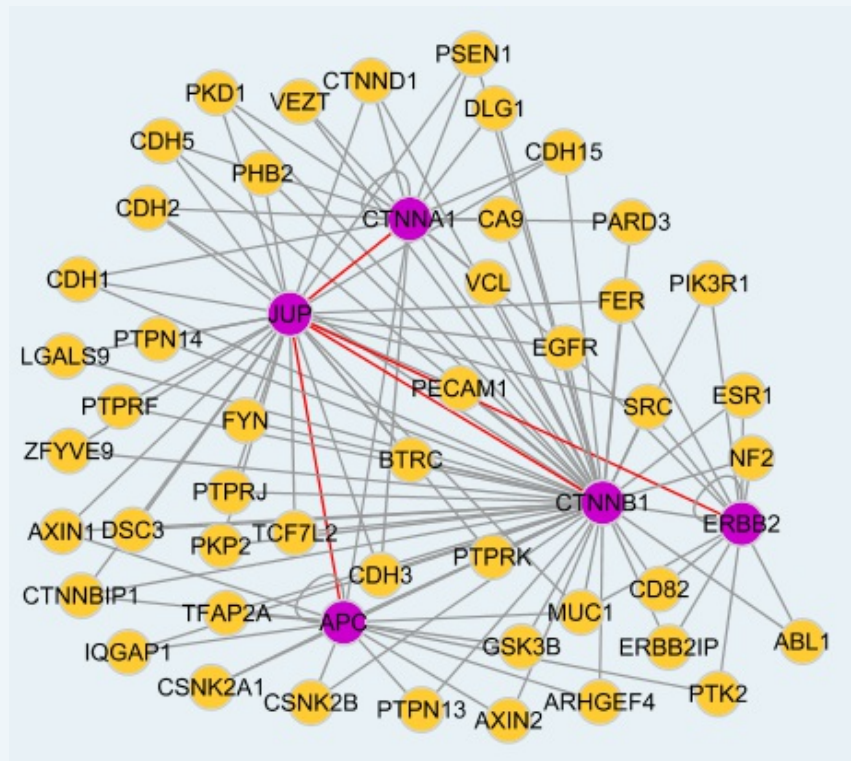 PSEN1
CTNND1
PKD1
VEZT
DLG1
CDH5
CDH15
PHB2
CDH2
CTNNA1
CA9
PARD3
CDH1
VCL
PIK3R1
FER
JUP
PTPN14
LGALS9
EGFR
PECAM1
ESR1
PTPRF
FYN
SRC
ZFYVE9
BTRC
NF2
PTPRJ
CTNNB1
ERBB2
AXIN1
DSC3
TCF7L2
PKP2
PTPRK
CDH3
CTNNBIP1
CD82
TFAP2A
MUC1
APC
IQGAP1
GSK3B
ERBB2IP
ABL1
CSNK2A1
CSNK2B
PTPN13
AXIN2
ARHGEF4
PTK2